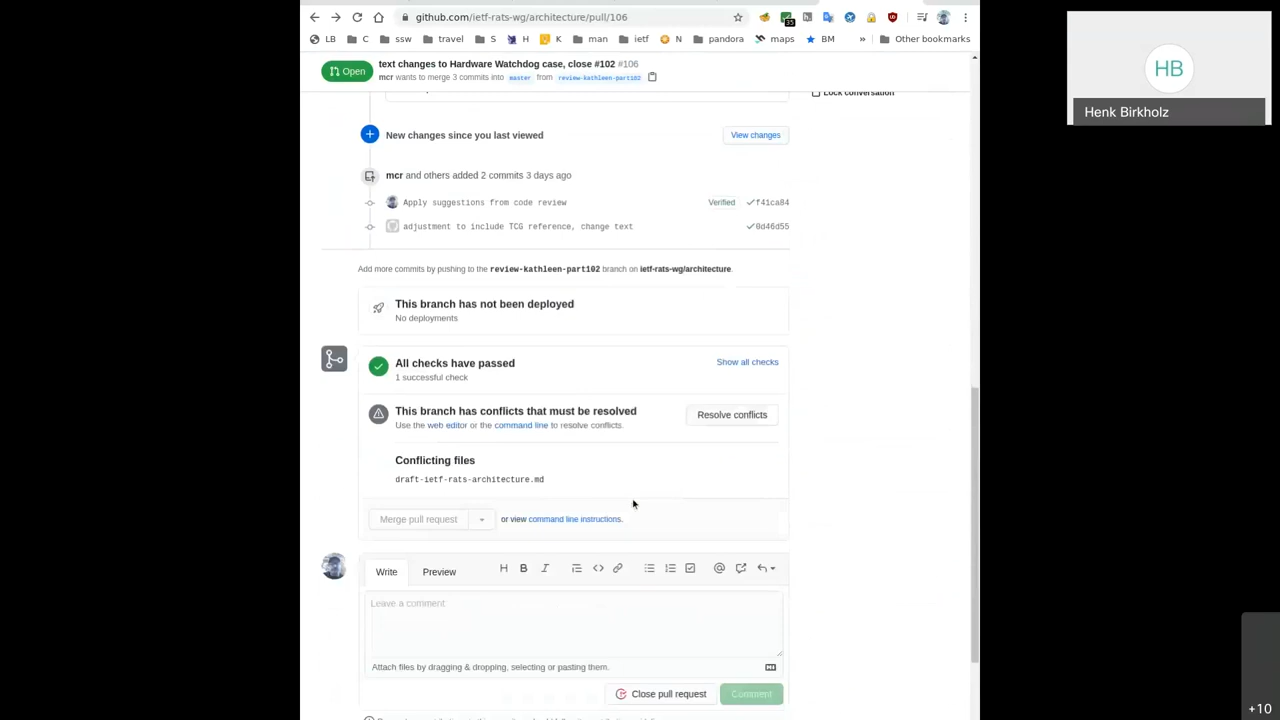 github.com/ietf-rats-wg/architecture/pull/106
35
LB C ssw travel S H K man ietf N pandora maps BM » Other bookmarks
Open
text changes to Hardware Watchdog case, close #102 #106
mcr wants to merge 3 commits into master from review-kathleen-part102
Lock conversation
New changes since you last viewed
View changes
mcr and others added 2 commits 3 days ago
Apply suggestions from code review Verified f41ca84
adjustment to include TCG reference, change text 0d46d55
Add more commits by pushing to the review-kathleen-part102 branch on ietf-rats-wg/architecture.
This branch has not been deployed
No deployments
All checks have passed
Show all checks
1 successful check
This branch has conflicts that must be resolved
Resolve conflicts
Use the web editor or the command line to resolve conflicts.
Conflicting files
draft-ietf-rats-architecture.md
Merge pull request or view command line instructions.
Write Preview
Leave a comment
Attach files by dragging & dropping, selecting or pasting them.
Close pull request Comment
HB
Henk Birkholz
+10